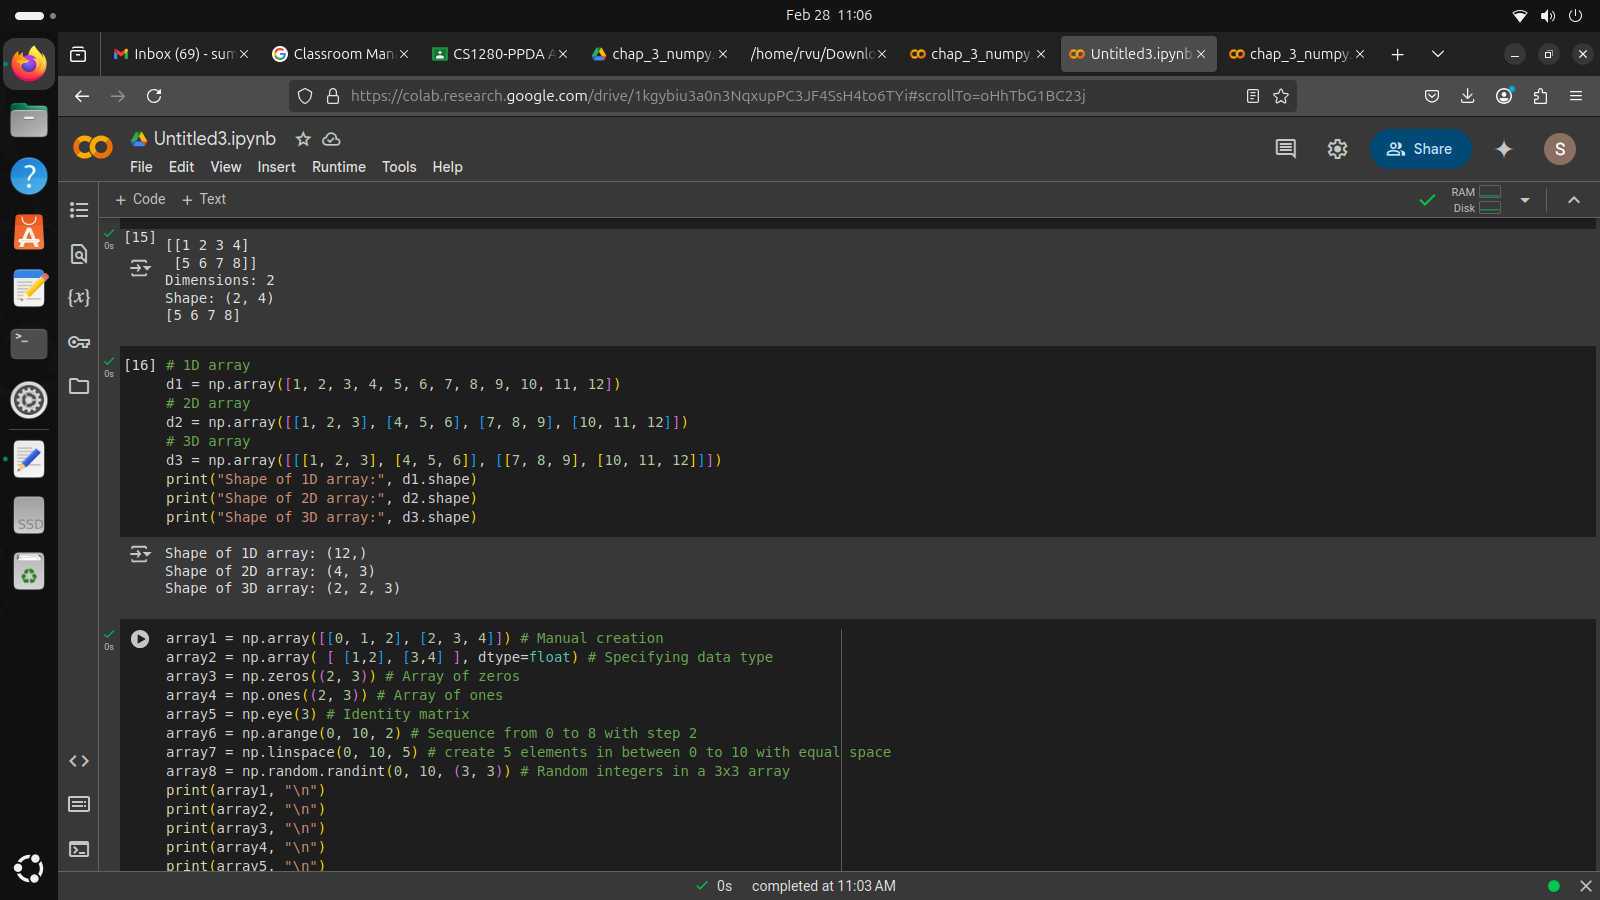 Feb 28 11:06
Inbox (69) - sum
Classroom Man
CS1280-PPDA A
chap_3_numpy.
/home/rvu/Downlo
chap_3_numpy.
Untitled3.ipynb
chap_3_numpy.
https://colab.research.google.com/drive/1kgybiu3a0n3NqxupPC3JF4SsH4to6TYi#scrollTo=oHhTbG1BC23j
Untitled3.ipynb
File Edit View Insert Runtime Tools Help
Share
S
+ Code + Text
RAM
Disk
[15]
0s
[[1 2 3 4]
 [5 6 7 8]]
Dimensions: 2
Shape: (2, 4)
[5 6 7 8]
[16] # 1D array
0s
d1 = np.array([1, 2, 3, 4, 5, 6, 7, 8, 9, 10, 11, 12])
# 2D array
d2 = np.array([[1, 2, 3], [4, 5, 6], [7, 8, 9], [10, 11, 12]])
# 3D array
d3 = np.array([[[1, 2, 3], [4, 5, 6]], [[7, 8, 9], [10, 11, 12]]])
print("Shape of 1D array:", d1.shape)
print("Shape of 2D array:", d2.shape)
print("Shape of 3D array:", d3.shape)
Shape of 1D array: (12,)
Shape of 2D array: (4, 3)
Shape of 3D array: (2, 2, 3)
0s
array1 = np.array([[0, 1, 2], [2, 3, 4]]) # Manual creation
array2 = np.array( [ [1,2], [3,4] ], dtype=float) # Specifying data type
array3 = np.zeros((2, 3)) # Array of zeros
array4 = np.ones((2, 3)) # Array of ones
array5 = np.eye(3) # Identity matrix
array6 = np.arange(0, 10, 2) # Sequence from 0 to 8 with step 2
array7 = np.linspace(0, 10, 5) # create 5 elements in between 0 to 10 with equal space
array8 = np.random.randint(0, 10, (3, 3)) # Random integers in a 3x3 array
print(array1, "\n")
print(array2, "\n")
print(array3, "\n")
print(array4, "\n")
print(array5, "\n")
0s completed at 11:03 AM
SSD